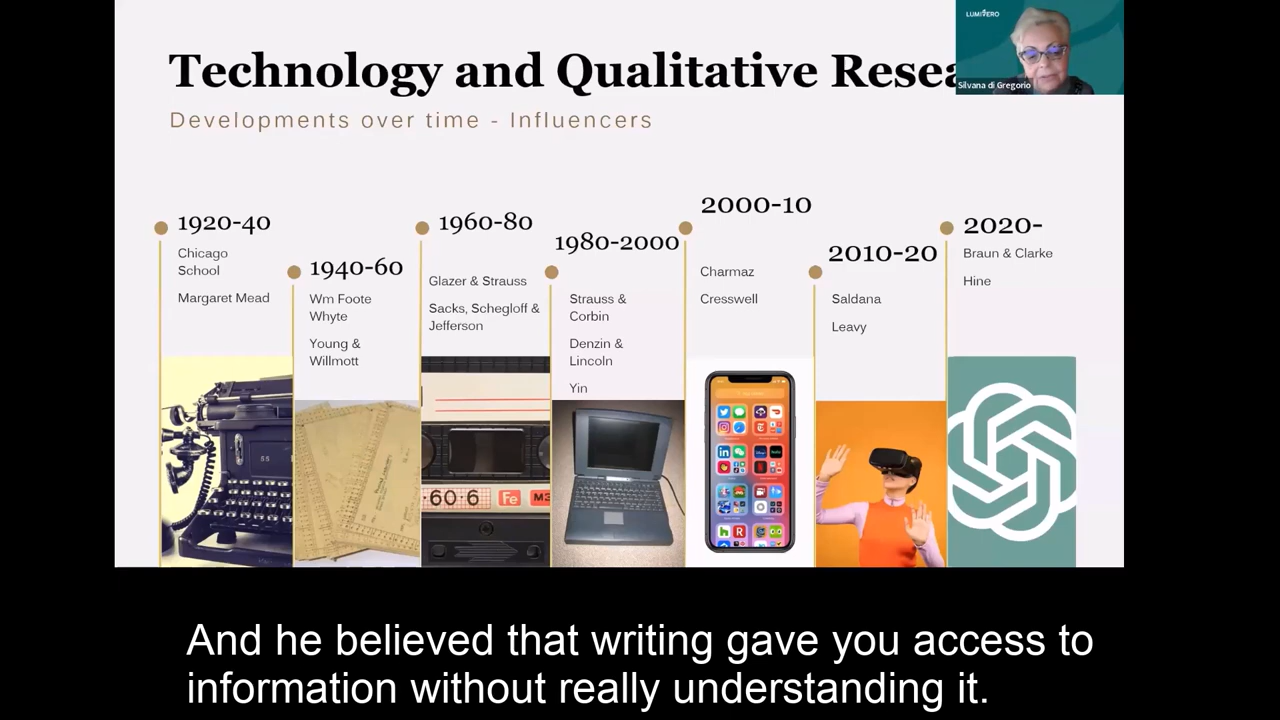 Technology and Qualitative Resea
LUMIVERO
Silvana di Gregorio
Developments over time - Influencers
1920-40
Chicago
School
Margaret Mead
1940-60
Wm Foote
Whyte
Young &
Willmott
1960-80
Glazer & Strauss
Sacks, Schegloff &
Jefferson
1980-2000
Strauss &
Corbin
Denzin &
Lincoln
Yin
2000-10
Charmaz
Cresswell
2010-20
Saldana
Leavy
2020-
Braun & Clarke
Hine
55
60 6
Fe
And he believed that writing gave you access to
information without really understanding it.